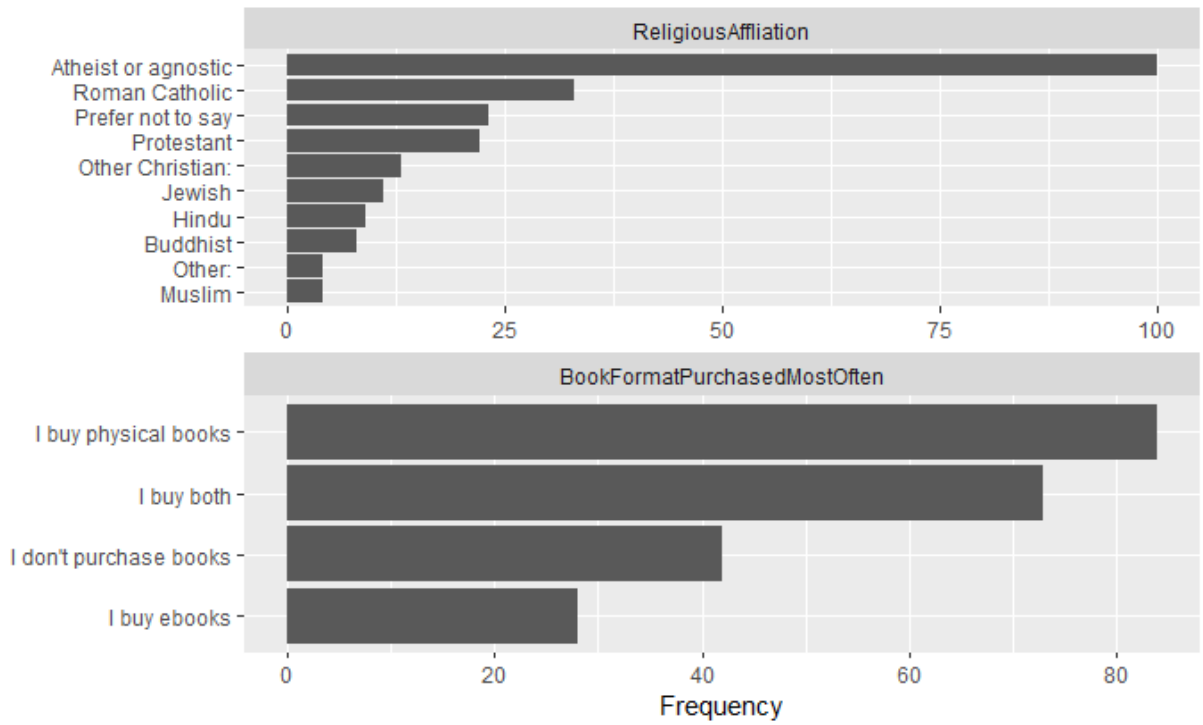 ReligiousAffliation
Atheist or agnostic
Roman Catholic
Prefer not to say
Protestant
Other Christian:
Jewish
Hindu
Buddhist
Other:
Muslim
0 25 50 75 100
BookFormatPurchasedMostOften
I buy physical books
I buy both
I don't purchase books
I buy ebooks
0 20 40 60 80
Frequency